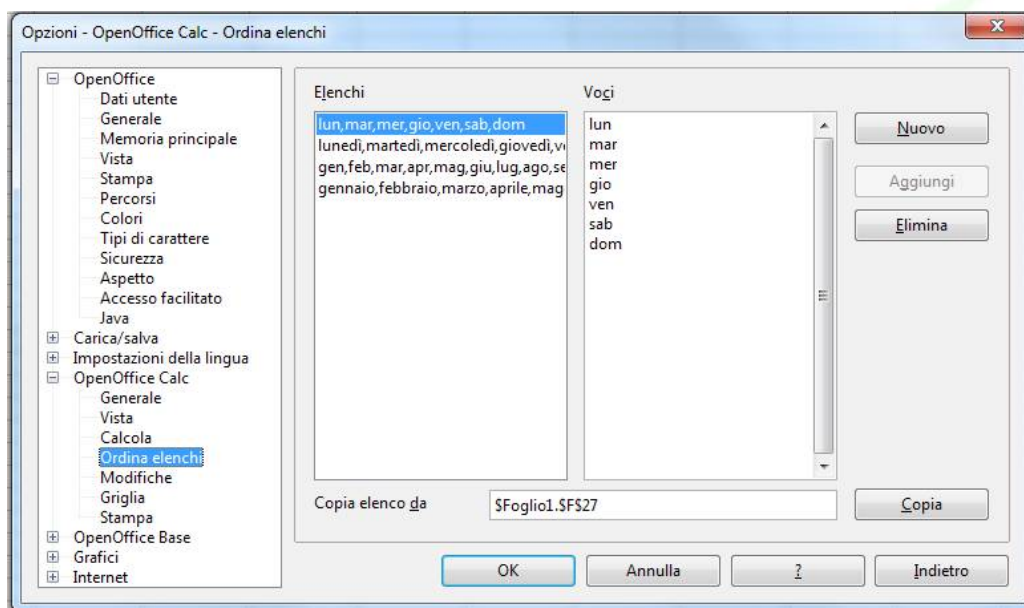 Opzioni - OpenOffice Calc - Ordina elenchi
OpenOffice
Dati utente
Generale
Memoria principale
Vista
Stampa
Percorsi
Colori
Tipi di carattere
Sicurezza
Aspetto
Accesso facilitato
Java
Carica/salva
Impostazioni della lingua
OpenOffice Calc
Generale
Vista
Calcola
Ordina elenchi
Modifiche
Griglia
Stampa
OpenOffice Base
Grafici
Internet
Elenchi
lun,mar,mer,gio,ven,sab,dom
lunedì,martedì,mercoledì,giovedì,v
gen,feb,mar,apr,mag,giu,lug,ago,se
gennaio,febbraio,marzo,aprile,mag
Voci
lun
mar
mer
gio
ven
sab
dom
Nuovo
Aggiungi
Elimina
Copia elenco da
$Foglio1.$F$27
Copia
OK
Annulla
?
Indietro